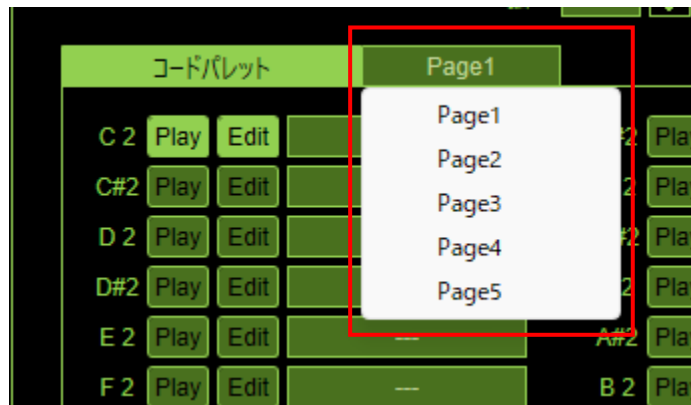 コードパレット Page1
Page1
Page2
Page3
Page4
Page5
C 2 Play Edit
C#2 Play Edit
D 2 Play Edit
D#2 Play Edit
E 2 Play Edit --- A#2
F 2 Play Edit --- B 2